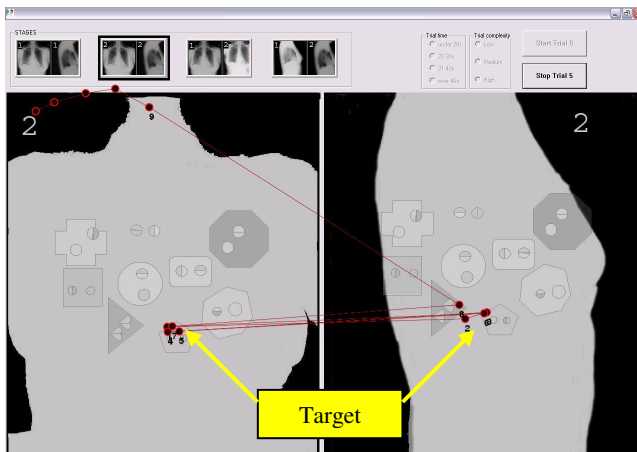 STAGES
1 1
2 2
1 2
1 2
Trial time
under 20s
20-30s
31-40s
over 40s
Trial complexity
Low
Medium
High
Start Trial 5
Stop Trial 5
2
2
9
2
4
7
5
Target